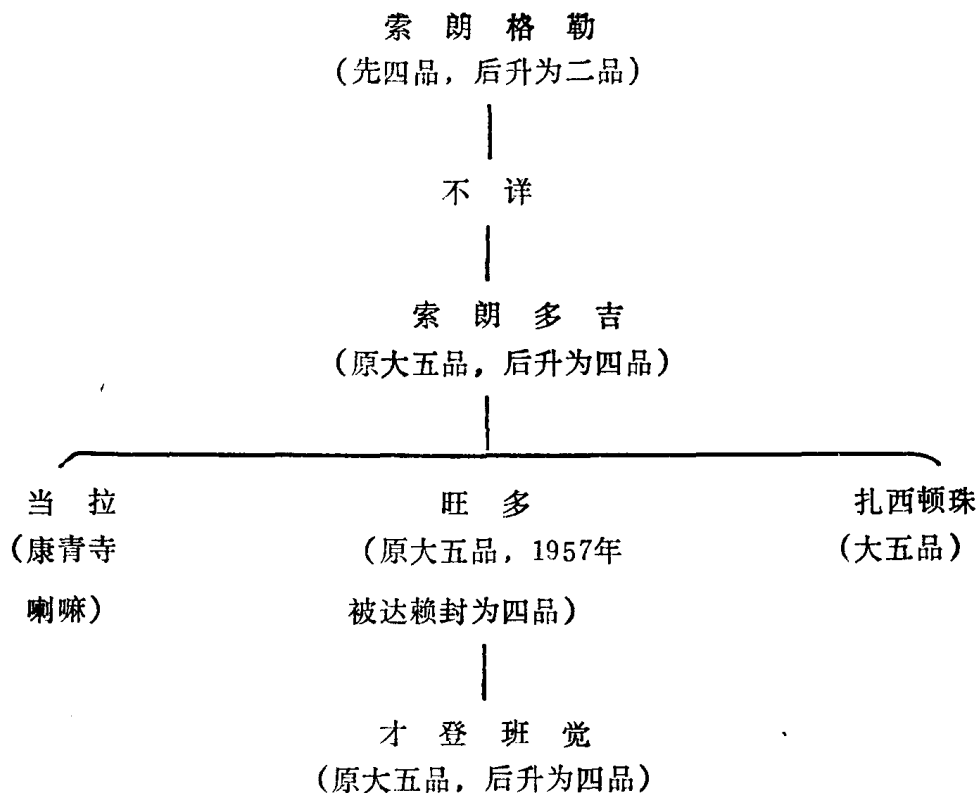 索朗格勒
（先四品，后升为二品）
不详
索朗多吉
（原大五品，后升为四品）
当拉 旺多 扎西顿珠
（康青寺 （原大五品，1957年 （大五品）
喇嘛） 被达赖封为四品）
才登班觉
（原大五品，后升为四品）